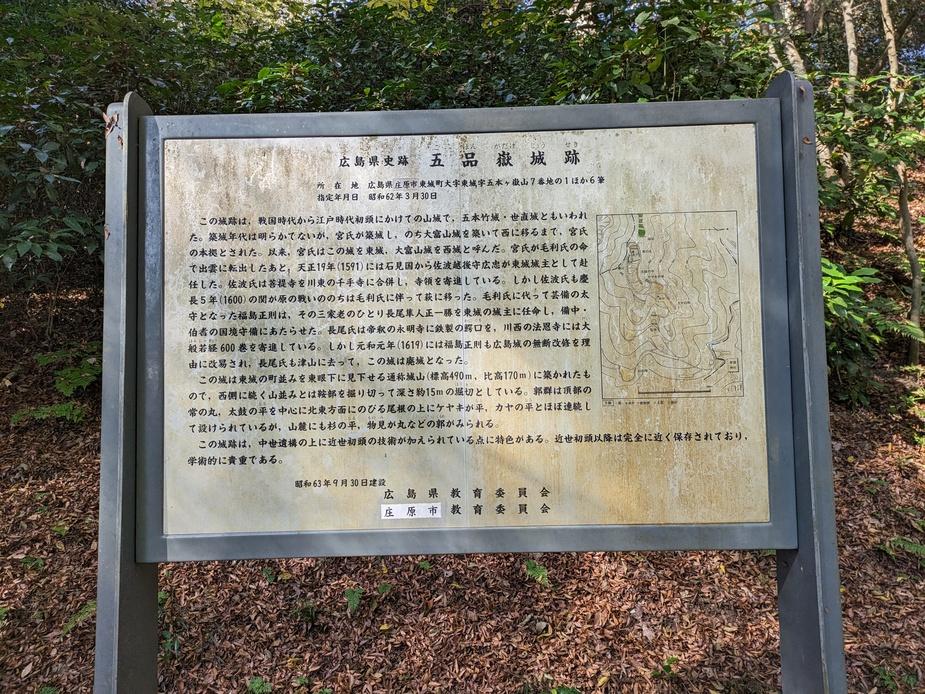 広島県史跡 五品嶽城跡
所在地 広島県庄原市東城町大字東城字五本ヶ嶽山7番地の1ほか6筆
指定年月日 昭和62年3月30日
この城跡は、戦国時代から江戸時代初頭にかけての山城で、五本竹城・世直城ともいわれ
た。築城年代は明らかでないが、宮氏が築城し、のち大富山城を築いて西に移るまで、宮氏
の本拠とされた。以来、宮氏はこの城を東城、大富山城を西城と呼んだ。宮氏が毛利氏の命
で出雲に転出したあと、天正19年(1591)には石見国から佐波越後守広忠が東城城主として赴
任した。佐波氏は菩提寺を川東の千手寺に合併し、寺領を寄進している。しかし佐波氏も慶
長5年(1600)の関が原の戦いののちは毛利氏に伴って萩に移った。毛利氏に代って芸備の太
守となった福島正則は、その三家老のひとり長尾隼人正一勝を東城の城主に任命し、備中・
伯耆の国境守備にあたらせた。長尾氏は帝釈の永明寺に鉄製の鰐口を、川西の法恩寺には大
般若経600巻を寄進している。しかし元和元年(1619)には福島正則も広島城の無断改修を理
由に改易され、長尾氏も津山に去って、この城は廃城となった。
この城は東城の町並みを東眼下に見下せる通称城山(標高490m、比高170m)に築かれたも
ので、西側に続く山並みとは鞍部を掘り切って深さ約15mの堀切としている。郭群は頂部の
常の丸、太鼓の平を中心に北東方面にのびる尾根の上にケヤキが平、カヤの平とほぼ連続し
て設けられているが、山麓にも杉の平、物見が丸などの郭がみられる。
この城跡は、中世遺構の上に近世初頭の技術が加えられている点に特色がある。近世初頭以降は完全に近く保存されており、
学術的に貴重である。
昭和63年9月30日建設
広島県教育委員会
庄原市教育委員会